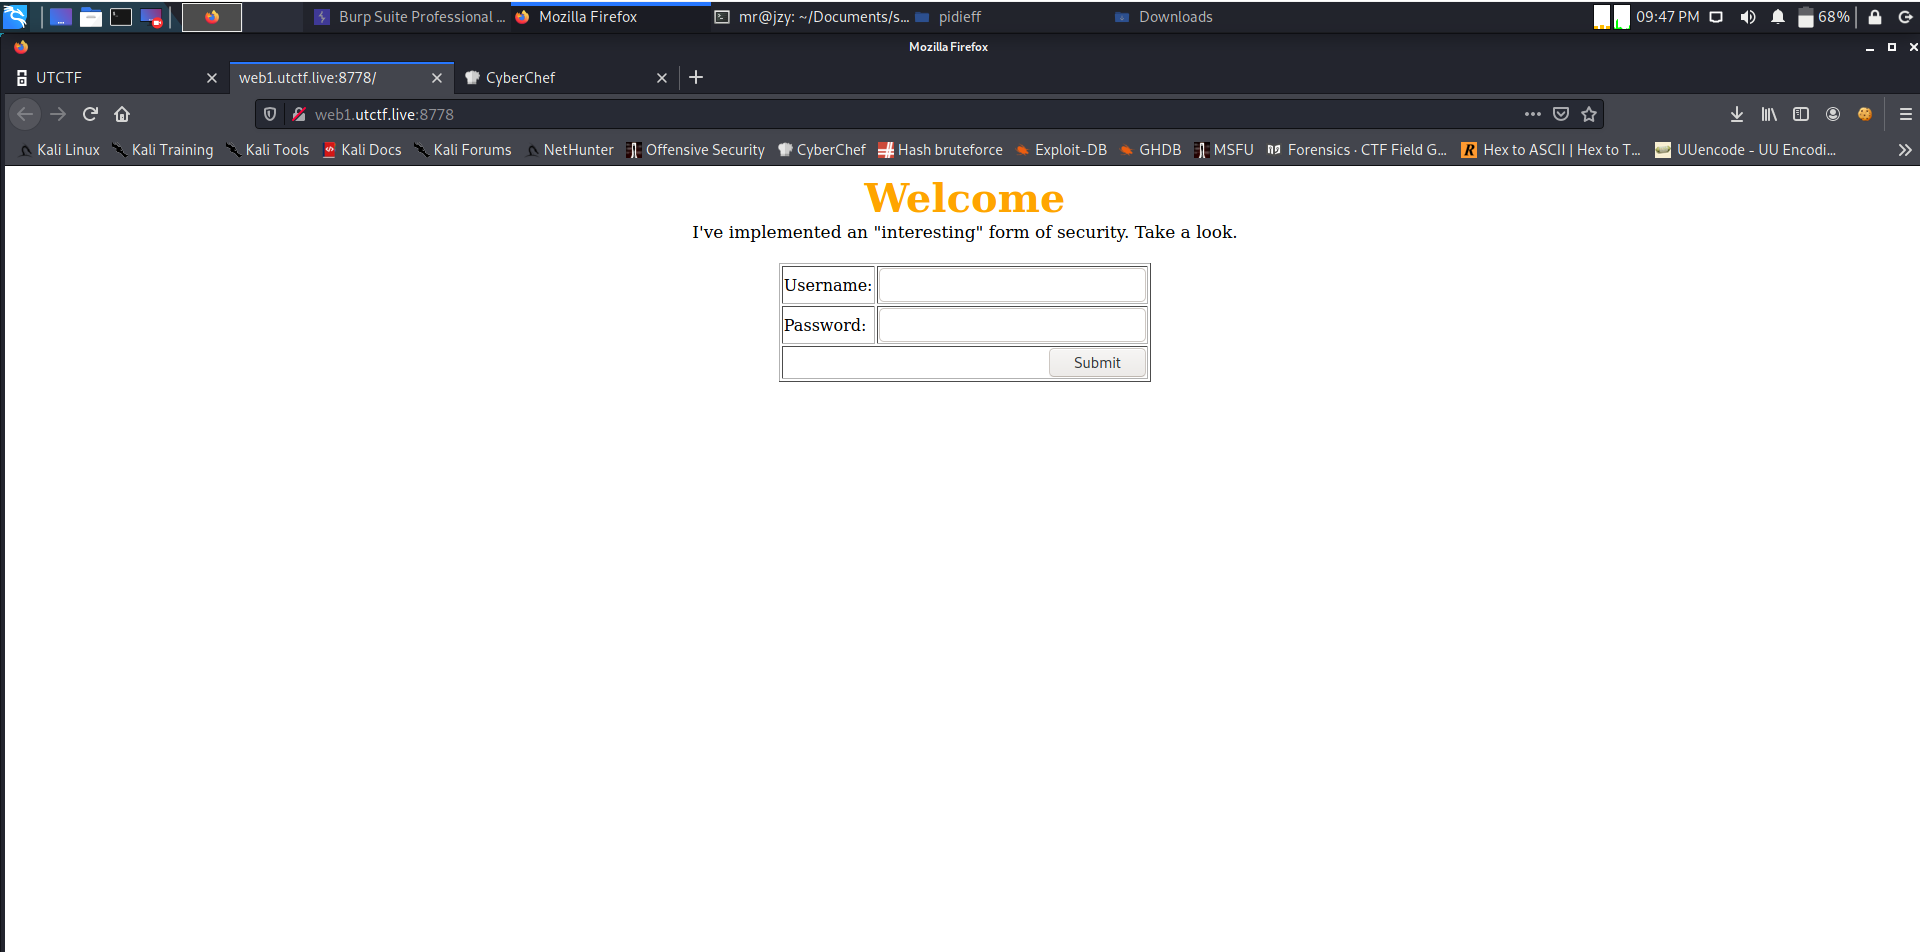 Burp Suite Professional ... Mozilla Firefox mr@jzy: ~/Documents/s... pidieff Downloads 09:47 PM 68%
Mozilla Firefox
UTCTF web1.utctf.live:8778/ CyberChef
web1.utctf.live:8778
Kali Linux Kali Training Kali Tools Kali Docs Kali Forums NetHunter Offensive Security CyberChef Hash bruteforce Exploit-DB GHDB MSFU Forensics · CTF Field G... Hex to ASCII | Hex to T... UUencode - UU Encodi...
Welcome
I've implemented an "interesting" form of security. Take a look.
Username:
Password:
Submit